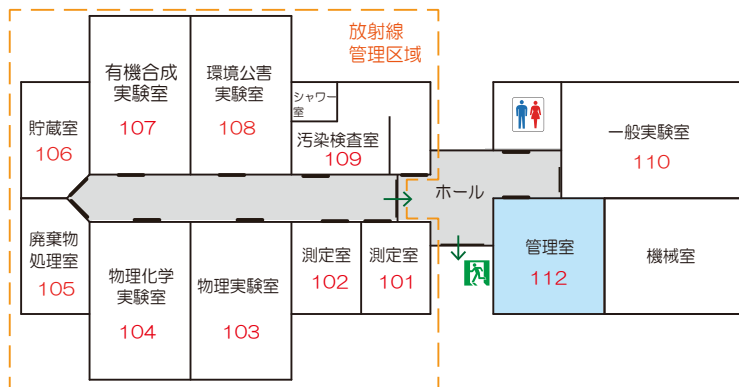 放射線
管理区域
有機合成
実験室
107
環境公害
実験室
108
シャワー
室
汚染検査室
109
貯蔵室
106
一般実験室
110
ホール
廃棄物
処理室
105
物理化学
実験室
104
物理実験室
103
測定室
102
測定室
101
管理室
112
機械室